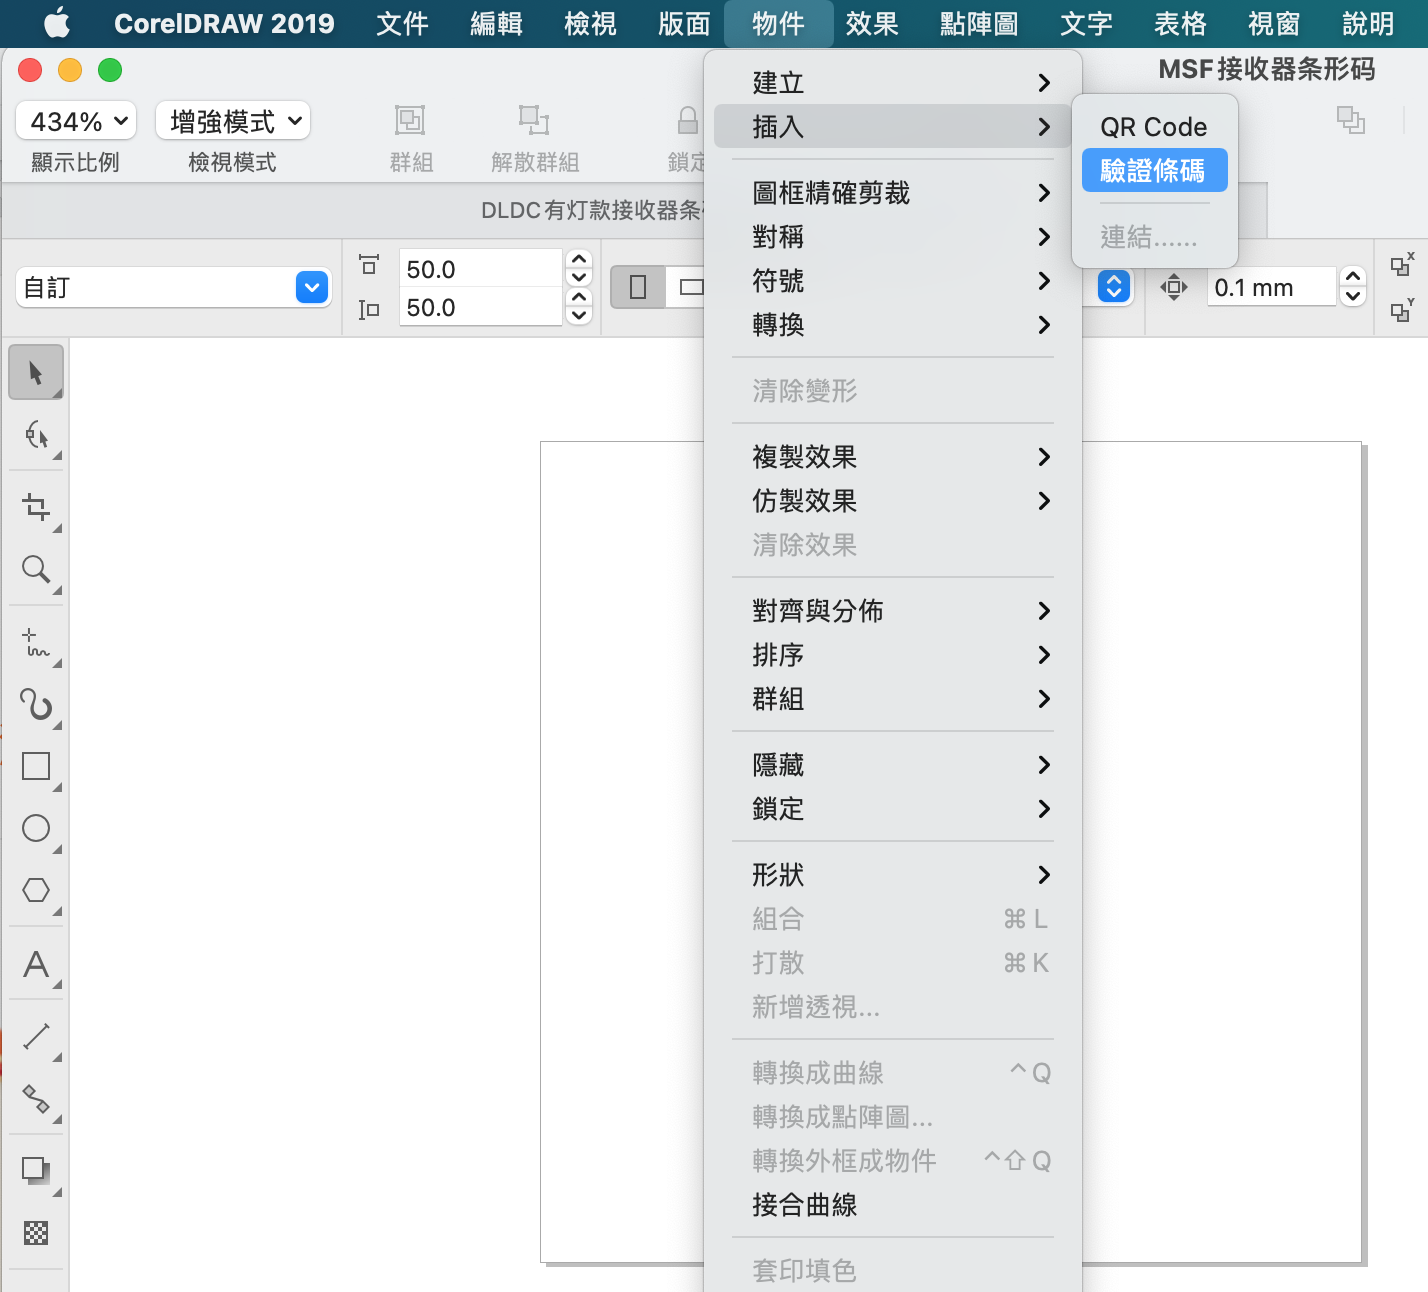 CorelDRAW 2019 文件 編輯 檢視 版面 物件 效果 點陣圖 文字 表格 視窗 說明
MSF接收器条形码
434% 增強模式
顯示比例 檢視模式 群組 解散群組 鎖定
DLDC有灯款接收器条
自訂
50.0
50.0
0.1 mm
X
Y
建立
插入
圖框精確剪裁
對稱
符號
轉換
清除變形
複製效果
仿製效果
清除效果
對齊與分佈
排序
群組
隱藏
鎖定
形狀
組合 ⌘ L
打散 ⌘ K
新增透視...
轉換成曲線 ^ Q
轉換成點陣圖...
轉換外框成物件 ^⇧ Q
接合曲線
套印填色
QR Code
驗證條碼
連結......